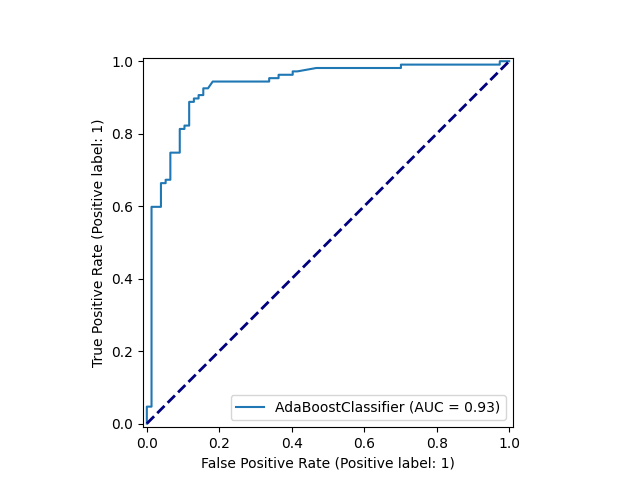 1.0
0.8
0.6
0.4
0.2
0.0
True Positive Rate (Positive label: 1)
AdaBoostClassifier (AUC = 0.93)
0.0 0.2 0.4 0.6 0.8 1.0
False Positive Rate (Positive label: 1)